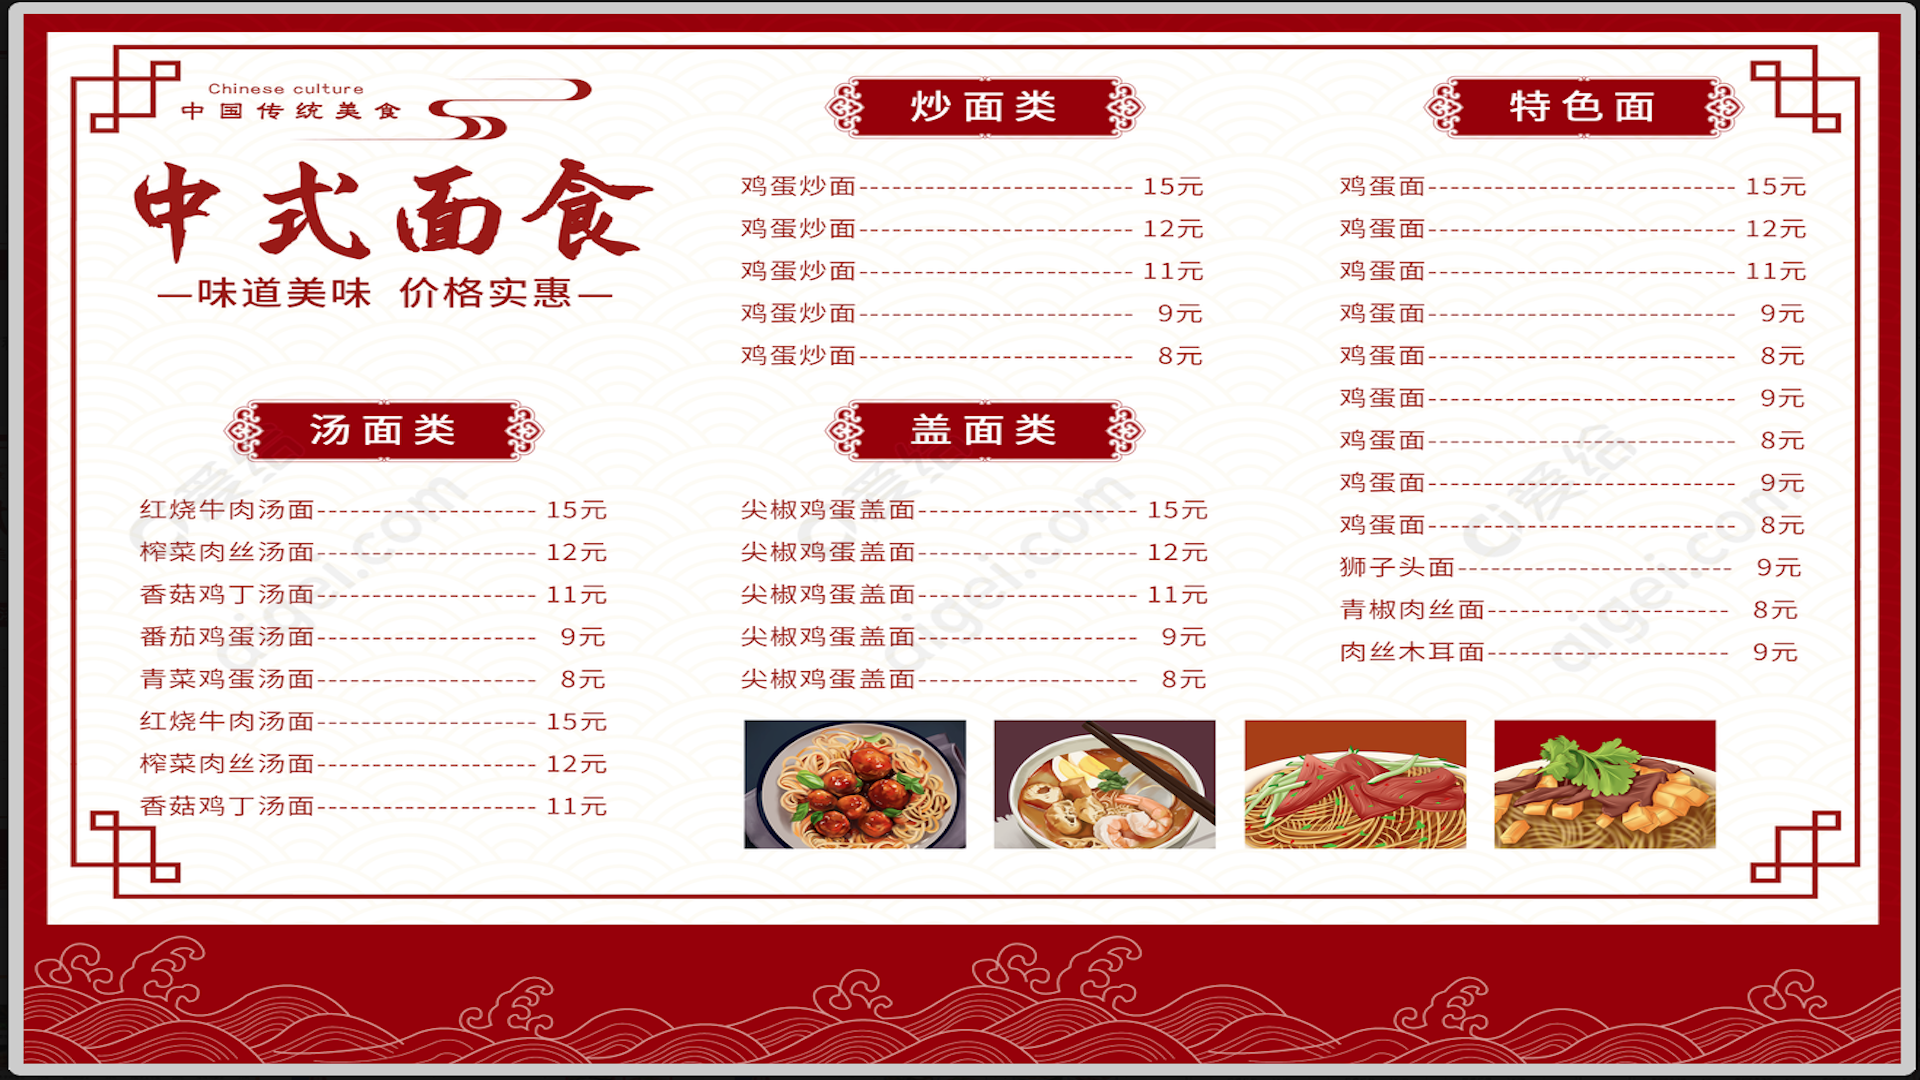 Chinese culture
中国传统美食
中式面食
—味道美味 价格实惠—
汤面类
红烧牛肉汤面----------------- 15元
榨菜肉丝汤面----------------- 12元
香菇鸡丁汤面----------------- 11元
番茄鸡蛋汤面----------------- 9元
青菜鸡蛋汤面----------------- 8元
红烧牛肉汤面----------------- 15元
榨菜肉丝汤面----------------- 12元
香菇鸡丁汤面----------------- 11元
炒面类
鸡蛋炒面--------------------- 15元
鸡蛋炒面--------------------- 12元
鸡蛋炒面--------------------- 11元
鸡蛋炒面--------------------- 9元
鸡蛋炒面--------------------- 8元
盖面类
尖椒鸡蛋盖面----------------- 15元
尖椒鸡蛋盖面----------------- 12元
尖椒鸡蛋盖面----------------- 11元
尖椒鸡蛋盖面----------------- 9元
尖椒鸡蛋盖面----------------- 8元
特色面
鸡蛋面------------------------ 15元
鸡蛋面------------------------ 12元
鸡蛋面------------------------ 11元
鸡蛋面------------------------ 9元
鸡蛋面------------------------ 8元
鸡蛋面------------------------ 9元
鸡蛋面------------------------ 8元
鸡蛋面------------------------ 9元
鸡蛋面------------------------ 8元
狮子头面--------------------- 9元
青椒肉丝面------------------- 8元
肉丝木耳面------------------- 9元
爱给
aigei.com
爱给
aigei.com
爱给
aigei.com